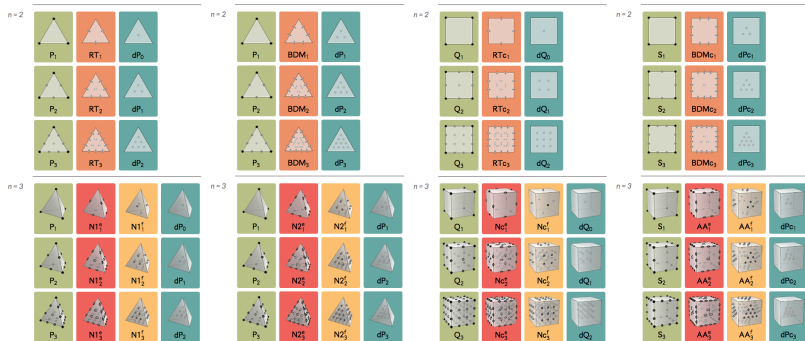 n=2 n=2 n=2 n=2
P₁ RT₁ dP₀ P₁ BDM₁ dP₁ Q₁ RTc₁ dQ₀ S₁ BDMc₁ dPc₁
P₂ RT₂ dP₁ P₂ BDM₂ dP₂ Q₂ RTc₂ dQ₁ S₂ BDMc₂ dPc₂
P₃ RT₃ dP₂ P₃ BDM₃ dP₃ Q₃ RTc₃ dQ₂ S₃ BDMc₃ dPc₃
n=3 n=3 n=3 n=3
P₁ N1ᵉ₁ N1ᶠ₁ dP₀ P₁ N2ᵉ₁ N2ᶠ₁ dP₁ Q₁ Ncᵉ₁ Ncᶠ₁ dQ₀ S₁ AAᵉ₁ AAᶠ₁ dPc₁
P₂ N1ᵉ₂ N1ᶠ₂ dP₁ P₂ N2ᵉ₂ N2ᶠ₂ dP₂ Q₂ Ncᵉ₂ Ncᶠ₂ dQ₁ S₂ AAᵉ₂ AAᶠ₂ dPc₂
P₃ N1ᵉ₃ N1ᶠ₃ dP₂ P₃ N2ᵉ₃ N2ᶠ₃ dP₃ Q₃ Ncᵉ₃ Ncᶠ₃ dQ₂ S₃ AAᵉ₃ AAᶠ₃ dPc₃